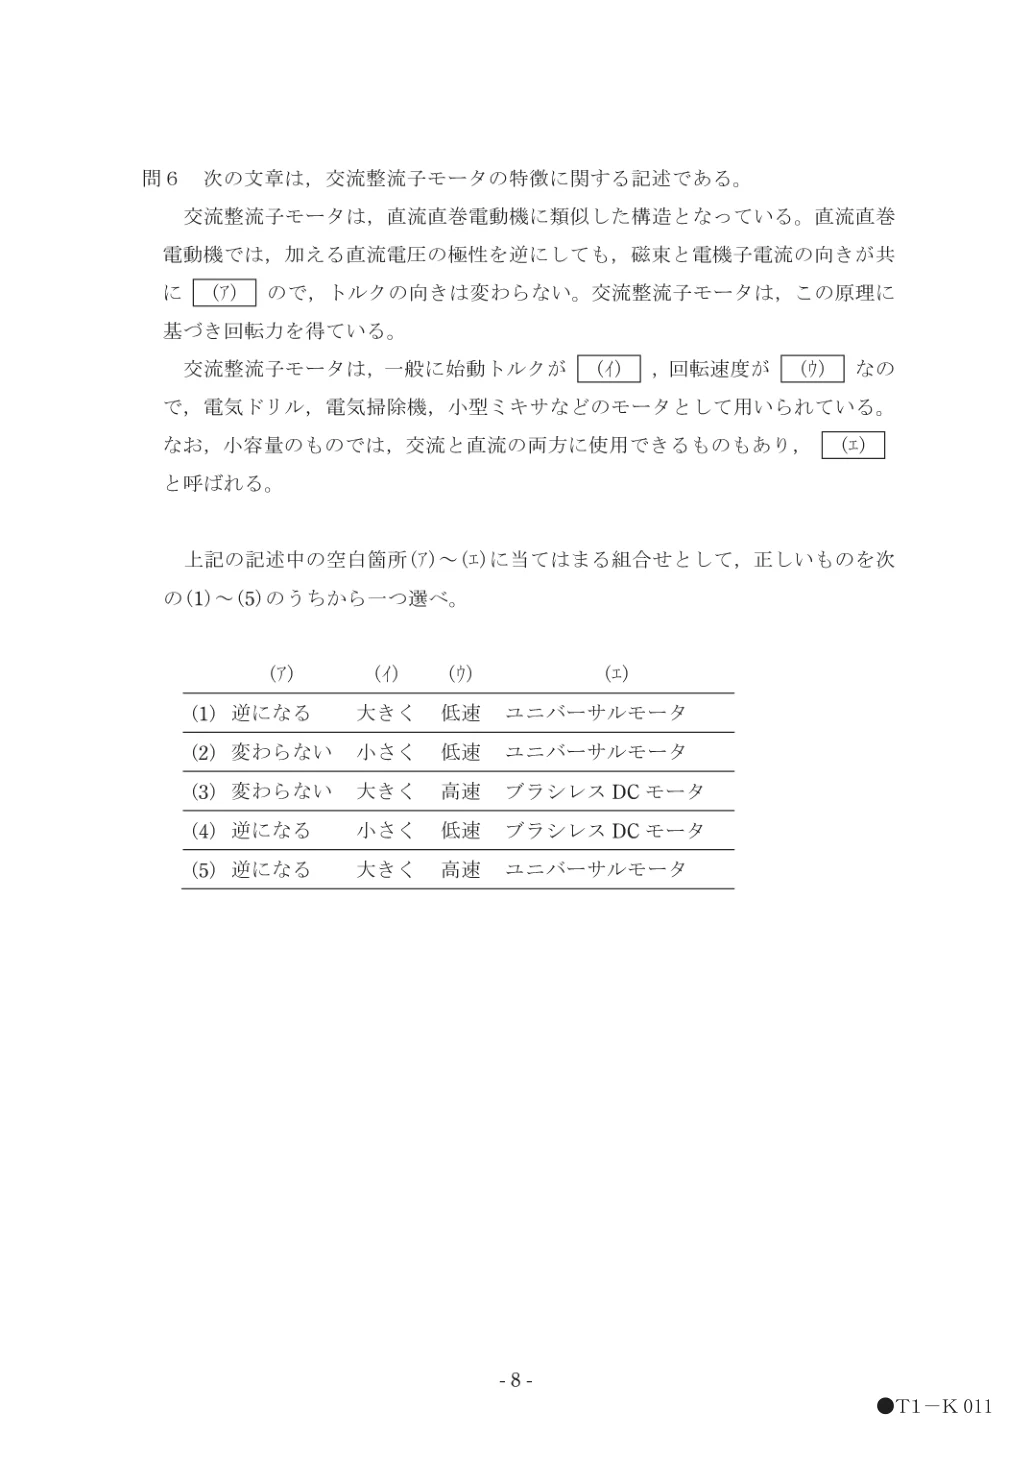 問6　次の文章は，交流整流子モータの特徴に関する記述である。
交流整流子モータは，直流直巻電動機に類似した構造となっている。直流直巻
電動機では，加える直流電圧の極性を逆にしても，磁束と電機子電流の向きが共
に (ア) ので，トルクの向きは変わらない。交流整流子モータは，この原理に
基づき回転力を得ている。
交流整流子モータは，一般に始動トルクが (イ) ，回転速度が (ウ) なの
で，電気ドリル，電気掃除機，小型ミキサなどのモータとして用いられている。
なお，小容量のものでは，交流と直流の両方に使用できるものもあり， (エ)
と呼ばれる。
上記の記述中の空白箇所(ア)～(エ)に当てはまる組合せとして，正しいものを次
の(1)～(5)のうちから一つ選べ。
(ア)　(イ)　(ウ)　(エ)
(1) 逆になる　大きく　低速　ユニバーサルモータ
(2) 変わらない　小さく　低速　ユニバーサルモータ
(3) 変わらない　大きく　高速　ブラシレス DC モータ
(4) 逆になる　小さく　低速　ブラシレス DC モータ
(5) 逆になる　大きく　高速　ユニバーサルモータ
- 8 -
●T1－K 011